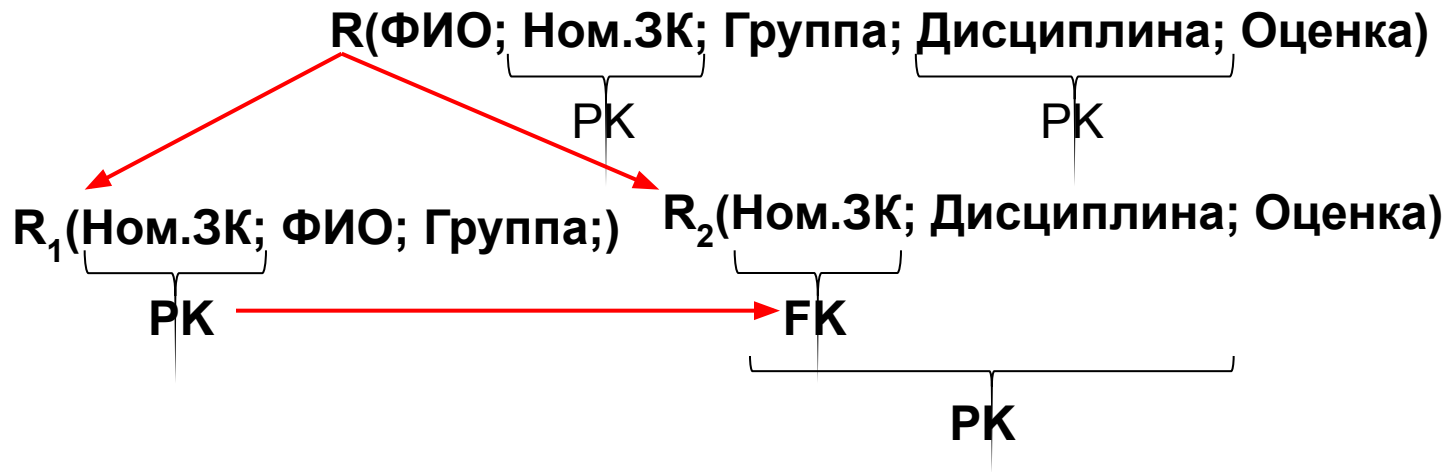 R(ФИО; Ном.ЗК; Группа; Дисциплина; Оценка)
PK PK
R1(Ном.ЗК; ФИО; Группа;) R2(Ном.ЗК; Дисциплина; Оценка)
PK FK
PK